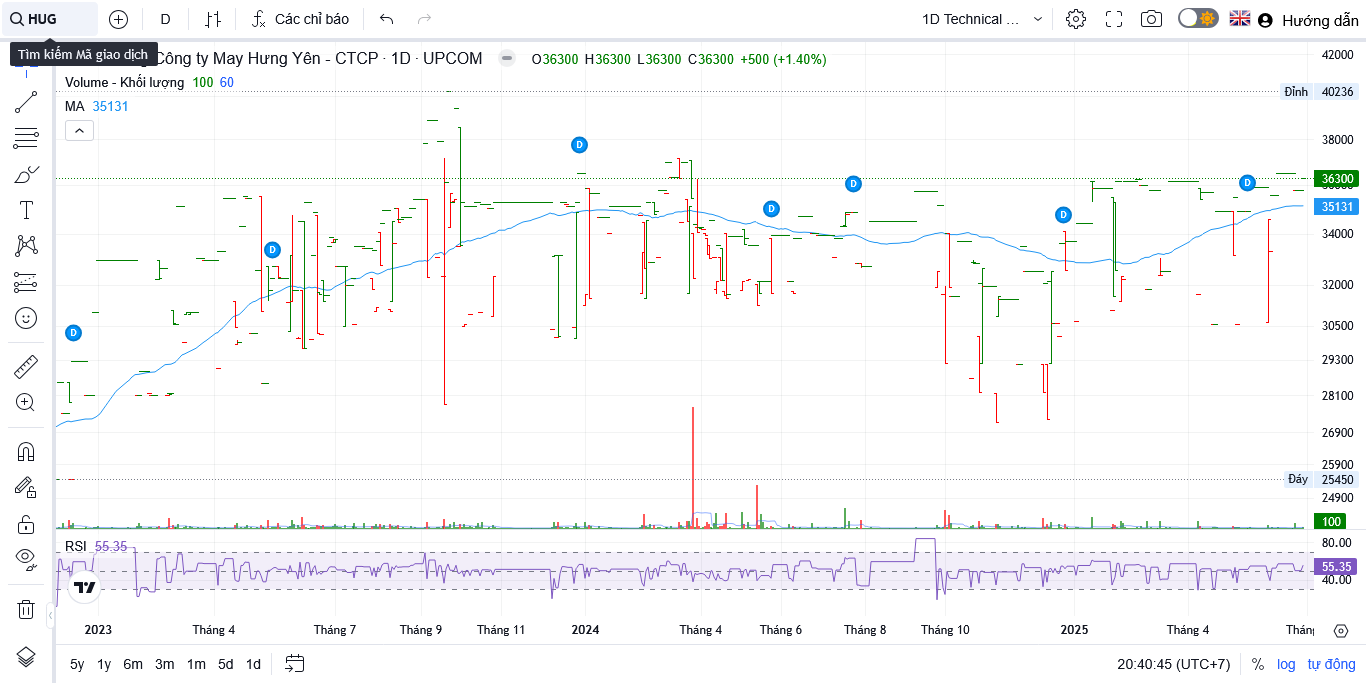 HUG D Các chỉ báo 1D Technical ... Hướng dẫn
Tìm kiếm Mã giao dịch
Công ty May Hưng Yên - CTCP · 1D · UPCOM O36300 H36300 L36300 C36300 +500 (+1.40%)
Volume - Khối lượng 100 60
MA 35131
42000
Đỉnh 40236
38000
36300
35131
34000
32000
30500
29300
28100
26900
25900
Đáy 25450
24900
100
D
D
D
D
D
D
D
RSI 55.35
80.00
55.35
40.00
2023 Tháng 4 Tháng 7 Tháng 9 Tháng 11 2024 Tháng 4 Tháng 6 Tháng 8 Tháng 10 2025 Tháng 4
5y 1y 6m 3m 1m 5d 1d 20:40:45 (UTC+7) % log tự động